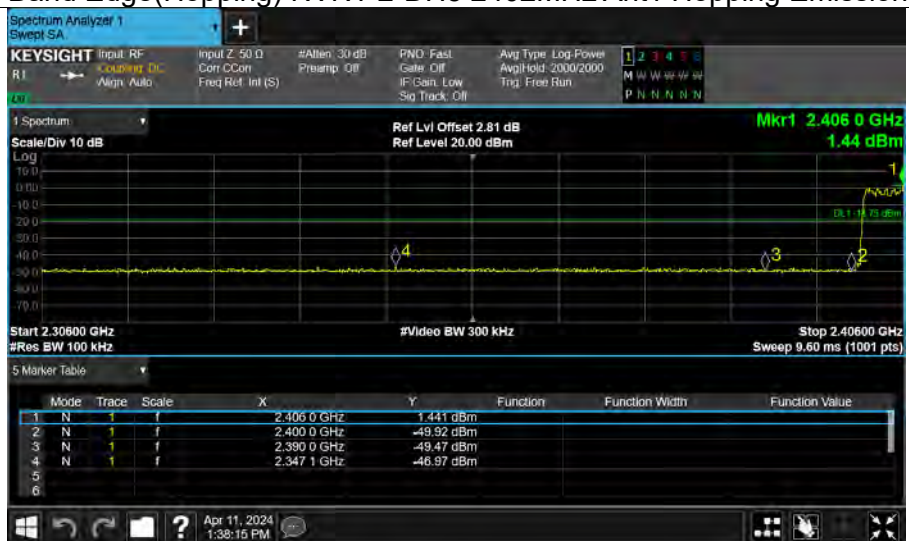 Spectrum Analyzer 1
Swept SA
+
KEYSIGHT Input: RF
R L
Coupling: DC
Align: Auto
Input Z: 50 Ω
Corr CCorr
Freq Ref: Int (S)
#Atten: 30 dB
Preamp: Off
PNO: Fast
Gate: Off
IF Gain: Low
Sig Track: Off
Avg Type: Log-Power
Avg|Hold: 2000/2000
Trig: Free Run
1 2 3 4 5 6
M W W W W W
P N N N N N
1 Spectrum
Scale/Div 10 dB
Ref Lvl Offset 2.81 dB
Ref Level 20.00 dBm
Mkr1 2.406 0 GHz
1.44 dBm
Log
10.0
0.00
-10.0
-20.0
-30.0
-40.0
-50.0
-60.0
-70.0
1
2
3
4
Start 2.30600 GHz
#Res BW 100 kHz
#Video BW 300 kHz
Stop 2.40600 GHz
Sweep 9.60 ms (1001 pts)
5 Marker Table
Mode Trace Scale X Y Function Function Width Function Value
1 N 1 f 2.406 0 GHz 1.441 dBm
2 N 1 f 2.400 0 GHz -49.92 dBm
3 N 1 f 2.390 0 GHz -49.47 dBm
4 N 1 f 2.347 1 GHz -46.97 dBm
5
6
?
Apr 11, 2024
1:38:15 PM